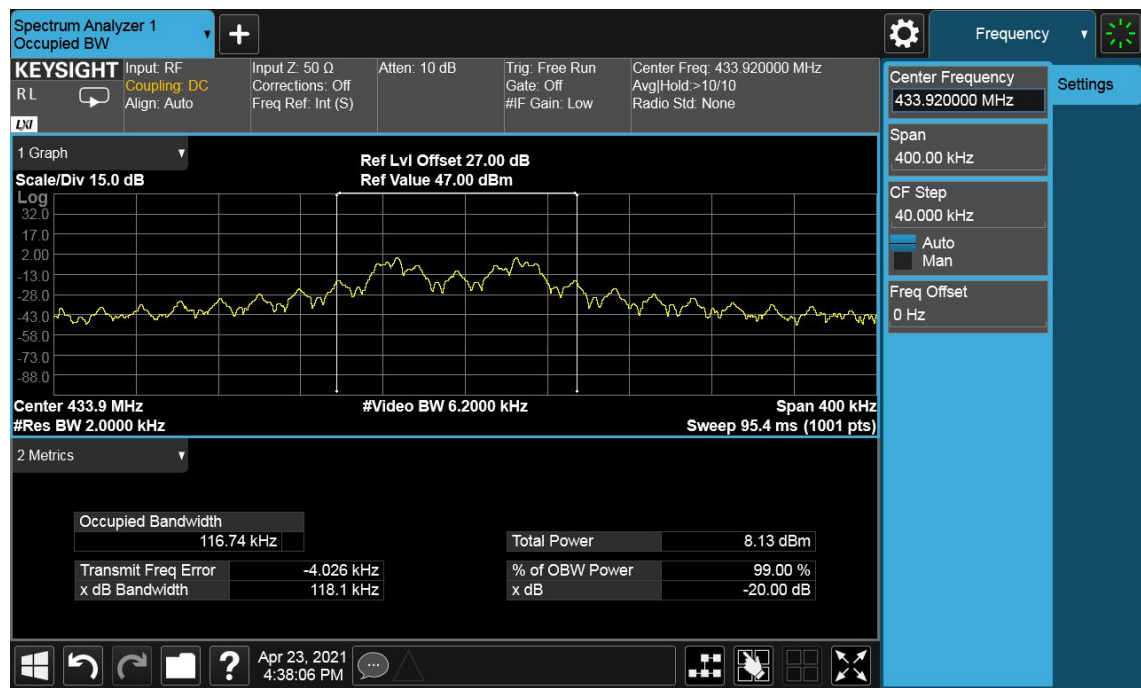 Spectrum Analyzer 1
Occupied BW
Frequency
KEYSIGHT
R L
LXI
Input: RF
Coupling: DC
Align: Auto
Input Z: 50 Ω
Corrections: Off
Freq Ref: Int (S)
Atten: 10 dB
Trig: Free Run
Gate: Off
#IF Gain: Low
Center Freq: 433.920000 MHz
Avg|Hold:>10/10
Radio Std: None
Center Frequency
433.920000 MHz
Settings
Span
400.00 kHz
CF Step
40.000 kHz
Auto
Man
Freq Offset
0 Hz
1 Graph
Scale/Div 15.0 dB
Ref Lvl Offset 27.00 dB
Ref Value 47.00 dBm
Log
32.0
17.0
2.00
-13.0
-28.0
-43.0
-58.0
-73.0
-88.0
Center 433.9 MHz
#Res BW 2.0000 kHz
#Video BW 6.2000 kHz
Span 400 kHz
Sweep 95.4 ms (1001 pts)
2 Metrics
Occupied Bandwidth
116.74 kHz
Total Power 8.13 dBm
Transmit Freq Error -4.026 kHz
% of OBW Power 99.00 %
x dB Bandwidth 118.1 kHz
x dB -20.00 dB
?
Apr 23, 2021
4:38:06 PM